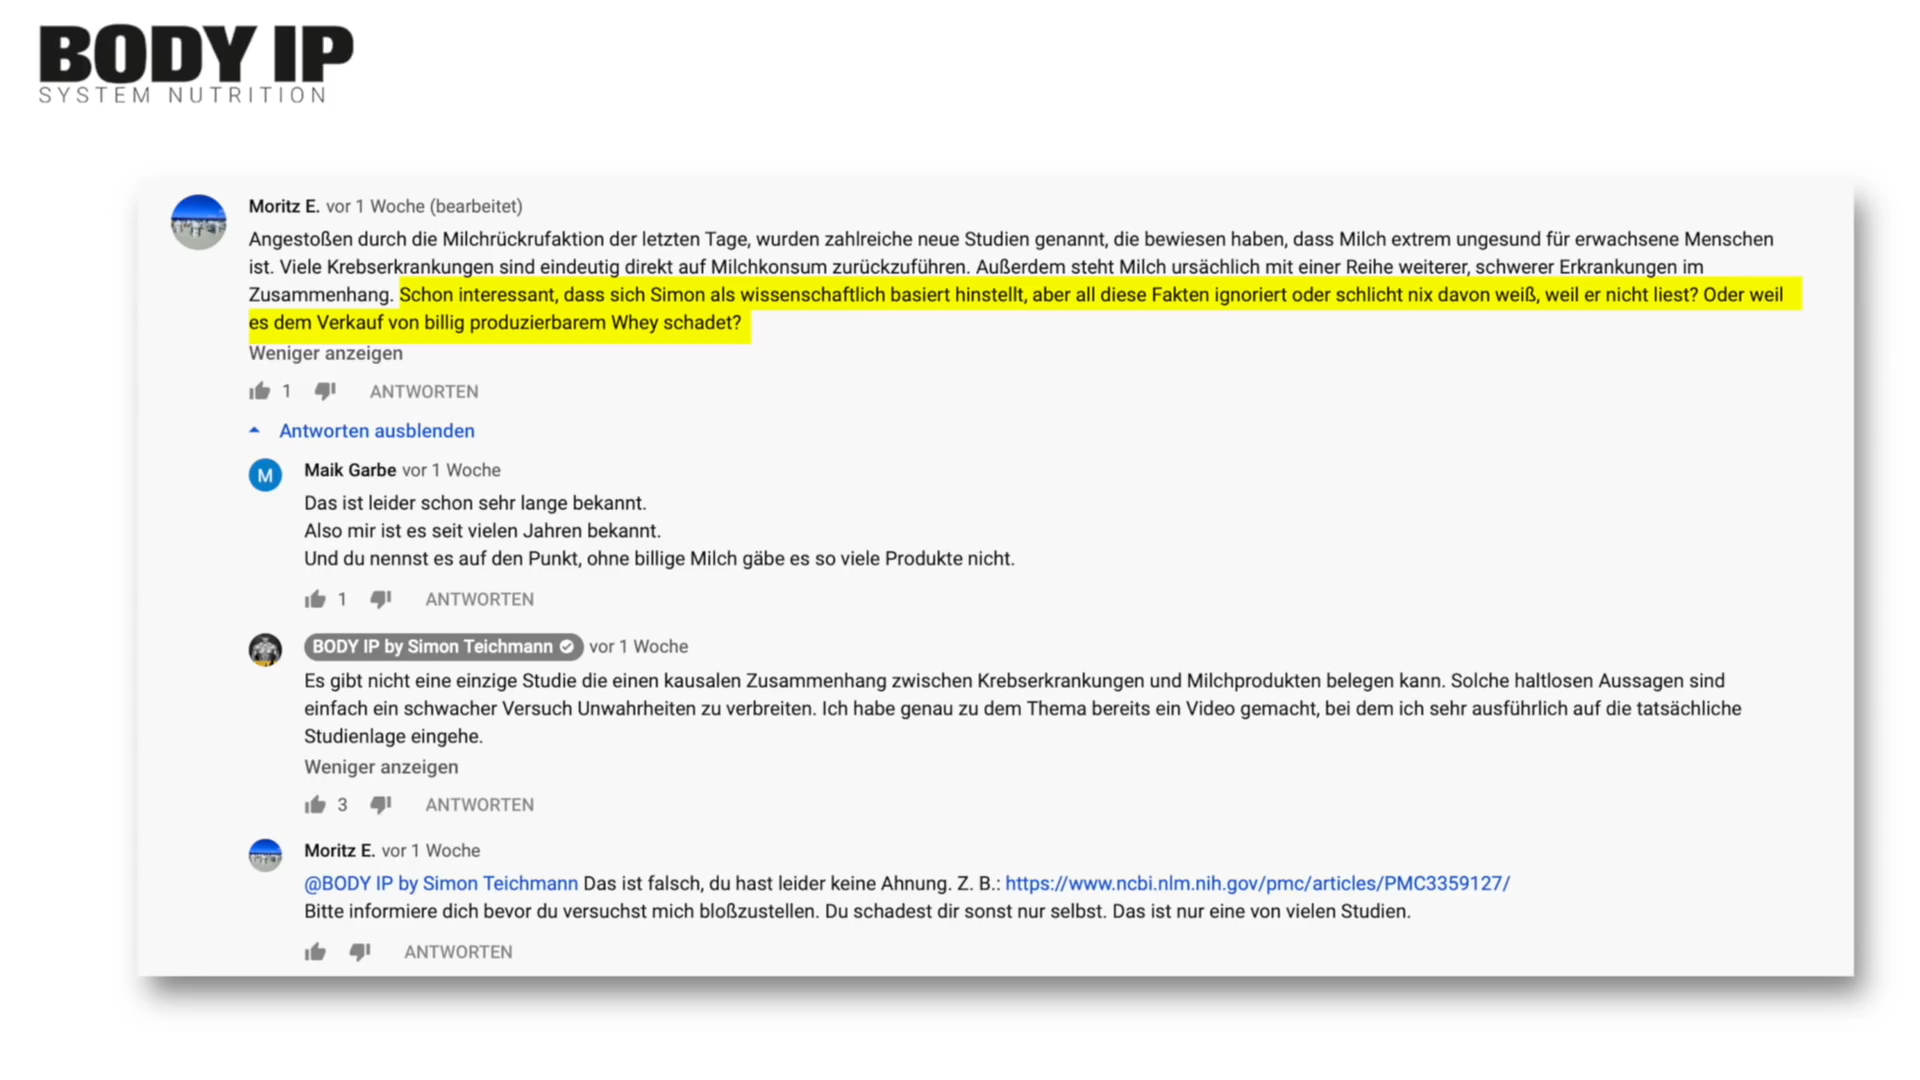 BODY IP
SYSTEM NUTRITION
Moritz E. vor 1 Woche (bearbeitet)
Angestoßen durch die Milchrückrufaktion der letzten Tage, wurden zahlreiche neue Studien genannt, die bewiesen haben, dass Milch extrem ungesund für erwachsene Menschen
ist. Viele Krebserkrankungen sind eindeutig direkt auf Milchkonsum zurückzuführen. Außerdem steht Milch ursächlich mit einer Reihe weiterer, schwerer Erkrankungen im
Zusammenhang. Schon interessant, dass sich Simon als wissenschaftlich basiert hinstellt, aber all diese Fakten ignoriert oder schlicht nix davon weiß, weil er nicht liest? Oder weil
es dem Verkauf von billig produzierbarem Whey schadet?
Weniger anzeigen
1 ANTWORTEN
Antworten ausblenden
M
Maik Garbe vor 1 Woche
Das ist leider schon sehr lange bekannt.
Also mir ist es seit vielen Jahren bekannt.
Und du nennst es auf den Punkt, ohne billige Milch gäbe es so viele Produkte nicht.
1 ANTWORTEN
BODY IP by Simon Teichmann vor 1 Woche
Es gibt nicht eine einzige Studie die einen kausalen Zusammenhang zwischen Krebserkrankungen und Milchprodukten belegen kann. Solche haltlosen Aussagen sind
einfach ein schwacher Versuch Unwahrheiten zu verbreiten. Ich habe genau zu dem Thema bereits ein Video gemacht, bei dem ich sehr ausführlich auf die tatsächliche
Studienlage eingehe.
Weniger anzeigen
3 ANTWORTEN
Moritz E. vor 1 Woche
@BODY IP by Simon Teichmann Das ist falsch, du hast leider keine Ahnung. Z. B.: https://www.ncbi.nlm.nih.gov/pmc/articles/PMC3359127/
Bitte informiere dich bevor du versuchst mich bloßzustellen. Du schadest dir sonst nur selbst. Das ist nur eine von vielen Studien.
ANTWORTEN